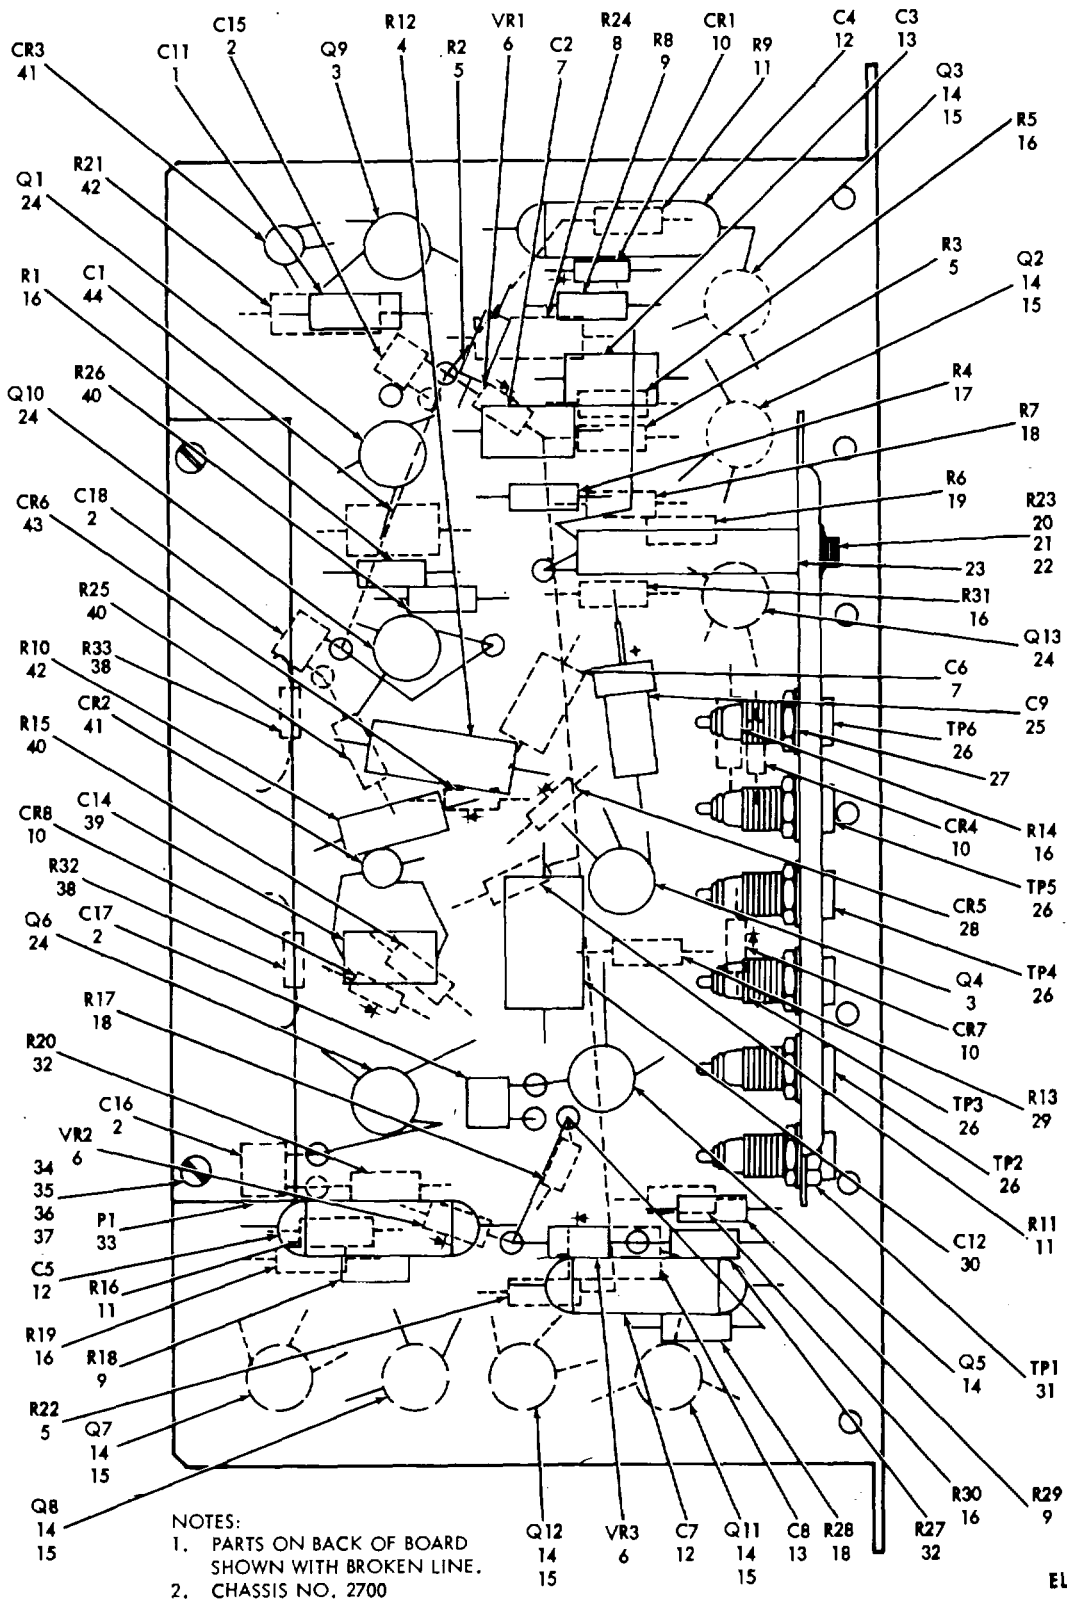 CR3
41
C11
1
C15
2
Q9
3
R12
4
R2
5
VR1
6
C2
7
R24
8
R8
9
CR1
10
R9
11
C4
12
C3
13
Q3
14
15
R5
16
Q1
24
R21
42
R1
16
C1
44
Q10
24
R26
40
CR6
43
C18
2
R25
40
R10
42
R33
38
CR2
41
R15
40
C14
39
CR8
10
R32
38
Q6
24
C17
2
R17
18
R20
32
C16
2
VR2
6
34
35
36
37
P1
33
C5
12
R16
11
R19
16
R18
9
R22
5
Q7
14
15
Q8
14
15
R3
5
Q2
14
15
R4
17
R7
18
R6
19
R23
20
21
22
23
R31
16
Q13
24
+
C6
7
C9
25
TP6
26
27
CR4
10
R14
16
TP5
26
CR5
28
TP4
26
Q4
3
CR7
10
R13
29
TP3
26
TP2
26
R11
11
C12
30
Q5
14
TP1
31
R30
16
R29
9
R27
32
Q12
14
15
VR3
6
C7
12
Q11
14
15
C8
13
R28
18
NOTES:
1. PARTS ON BACK OF BOARD
SHOWN WITH BROKEN LINE.
2. CHASSIS NO. 2700
EL